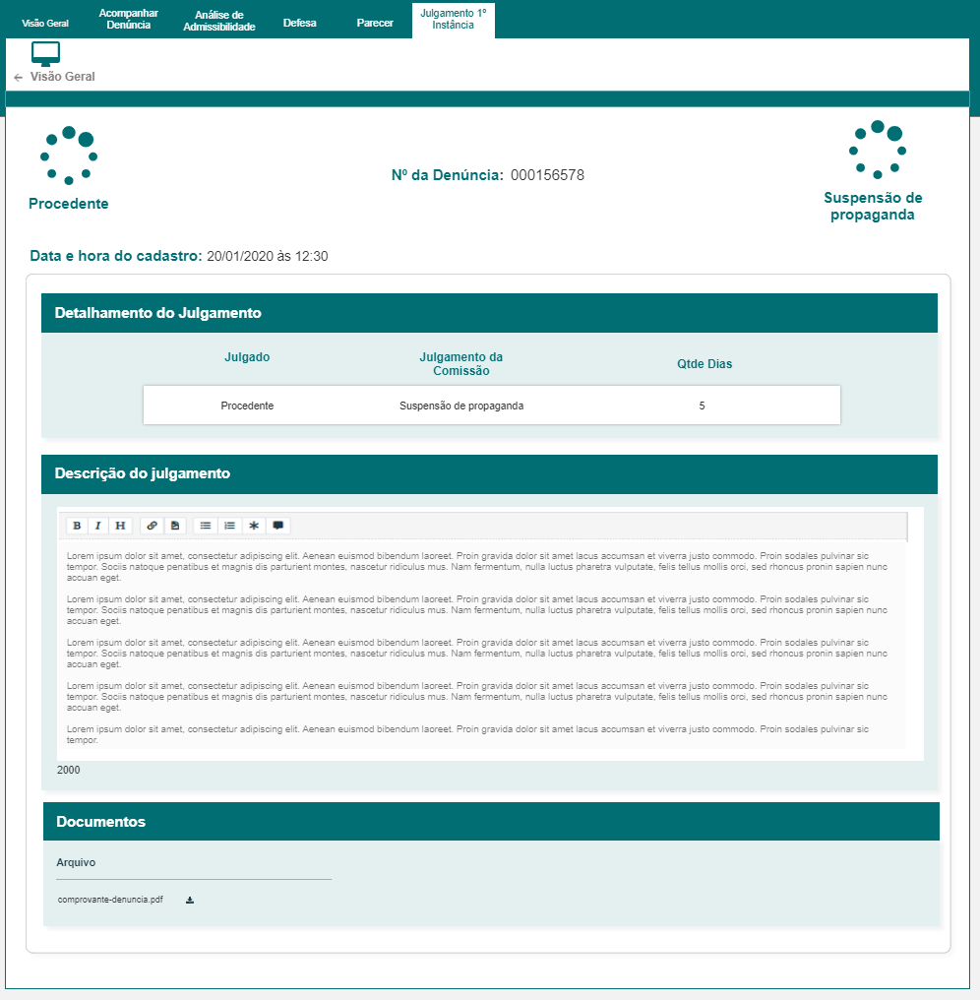 Visão Geral
Acompanhar
Denúncia
Análise de
Admissibilidade
Defesa
Parecer
Julgamento 1º
Instância
← Visão Geral
Procedente
Nº da Denúncia: 000156578
Suspensão de
propaganda
Data e hora do cadastro: 20/01/2020 às 12:30
Detalhamento do Julgamento
Julgado
Julgamento da
Comissão
Qtde Dias
Procedente
Suspensão de propaganda
5
Descrição do julgamento
B I H
Lorem ipsum dolor sit amet, consectetur adipiscing elit. Aenean euismod bibendum laoreet. Proin gravida dolor sit amet lacus accumsan et viverra justo commodo. Proin sodales pulvinar sic
tempor. Sociis natoque penatibus et magnis dis parturient montes, nascetur ridiculus mus. Nam fermentum, nulla luctus pharetra vulputate, felis tellus mollis orci, sed rhoncus pronin sapien nunc
accuan eget.
Lorem ipsum dolor sit amet, consectetur adipiscing elit. Aenean euismod bibendum laoreet. Proin gravida dolor sit amet lacus accumsan et viverra justo commodo. Proin sodales pulvinar sic
tempor. Sociis natoque penatibus et magnis dis parturient montes, nascetur ridiculus mus. Nam fermentum, nulla luctus pharetra vulputate, felis tellus mollis orci, sed rhoncus pronin sapien nunc
accuan eget.
Lorem ipsum dolor sit amet, consectetur adipiscing elit. Aenean euismod bibendum laoreet. Proin gravida dolor sit amet lacus accumsan et viverra justo commodo. Proin sodales pulvinar sic
tempor. Sociis natoque penatibus et magnis dis parturient montes, nascetur ridiculus mus. Nam fermentum, nulla luctus pharetra vulputate, felis tellus mollis orci, sed rhoncus pronin sapien nunc
accuan eget.
Lorem ipsum dolor sit amet, consectetur adipiscing elit. Aenean euismod bibendum laoreet. Proin gravida dolor sit amet lacus accumsan et viverra justo commodo. Proin sodales pulvinar sic
tempor. Sociis natoque penatibus et magnis dis parturient montes, nascetur ridiculus mus. Nam fermentum, nulla luctus pharetra vulputate, felis tellus mollis orci, sed rhoncus pronin sapien nunc
accuan eget.
Lorem ipsum dolor sit amet, consectetur adipiscing elit. Aenean euismod bibendum laoreet. Proin gravida dolor sit amet lacus accumsan et viverra justo commodo. Proin sodales pulvinar sic
tempor.
2000
Documentos
Arquivo
comprovante-denuncia.pdf